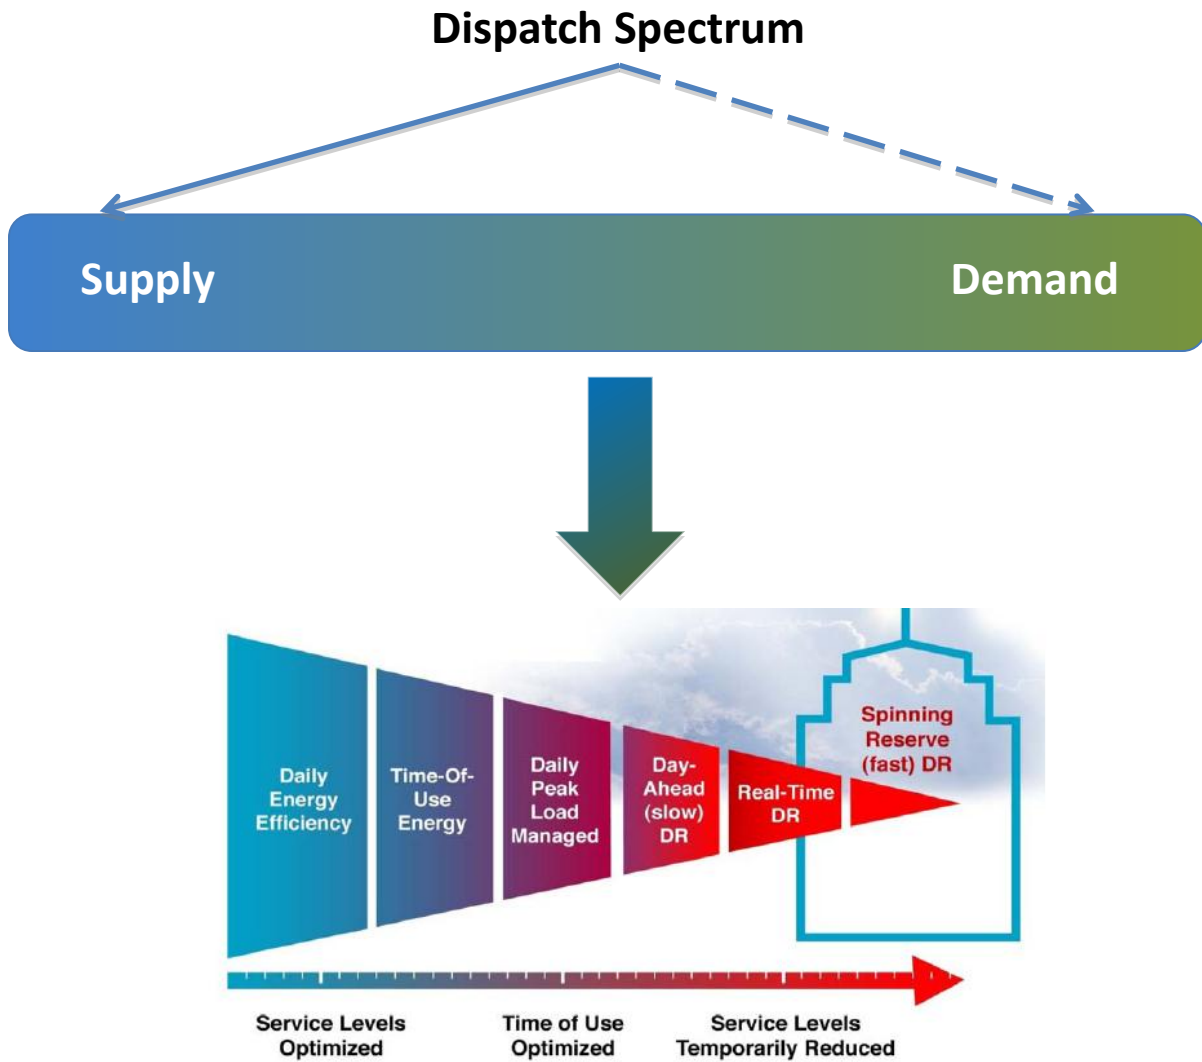 Dispatch Spectrum
Supply
Demand
Daily
Energy
Efficiency
Time-Of-
Use
Energy
Daily
Peak
Load
Managed
Day-
Ahead
(slow)
DR
Real-Time
DR
Spinning
Reserve
(fast) DR
Service Levels
Optimized
Time of Use
Optimized
Service Levels
Temporarily Reduced